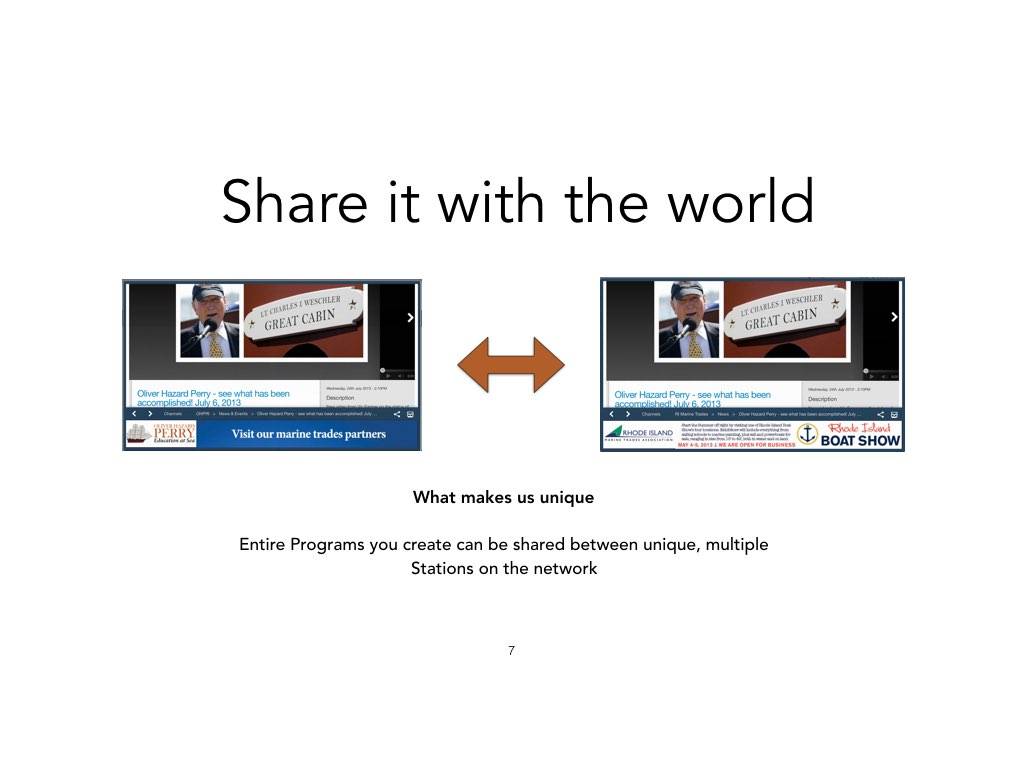 Share it with the world
LT CHARLES I WESCHLER
GREAT CABIN
Oliver Hazard Perry - see what has been
accomplished! July 6, 2013
Wednesday, 24th July 2013 - 2:10PM
Description
Channels OHPRI > News & Events > Oliver Hazard Perry - see what has been accomplished! July ...
OLIVER HAZARD
PERRY
Education at Sea
Visit our marine trades partners
LT CHARLES I WESCHLER
GREAT CABIN
Oliver Hazard Perry - see what has been
accomplished! July 6, 2013
Wednesday, 24th July 2013 - 2:10PM
Description
Channels RI Marine Trades > News > Oliver Hazard Perry - see what has been accomplished! July ...
RHODE ISLAND
MARINE TRADES ASSOCIATION
MAY 4-5, 2013 | WE ARE OPEN FOR BUSINESS
Rhode Island
BOAT SHOW
What makes us unique
Entire Programs you create can be shared between unique, multiple
Stations on the network
7